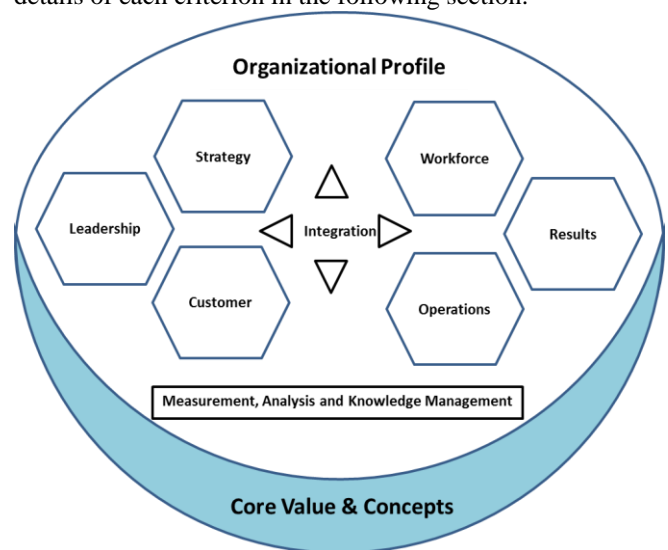 details of each criterion in the following section.
Organizational Profile
Strategy
Workforce
Leadership
Integration
Results
Customer
Operations
Measurement, Analysis and Knowledge Management
Core Value & Concepts